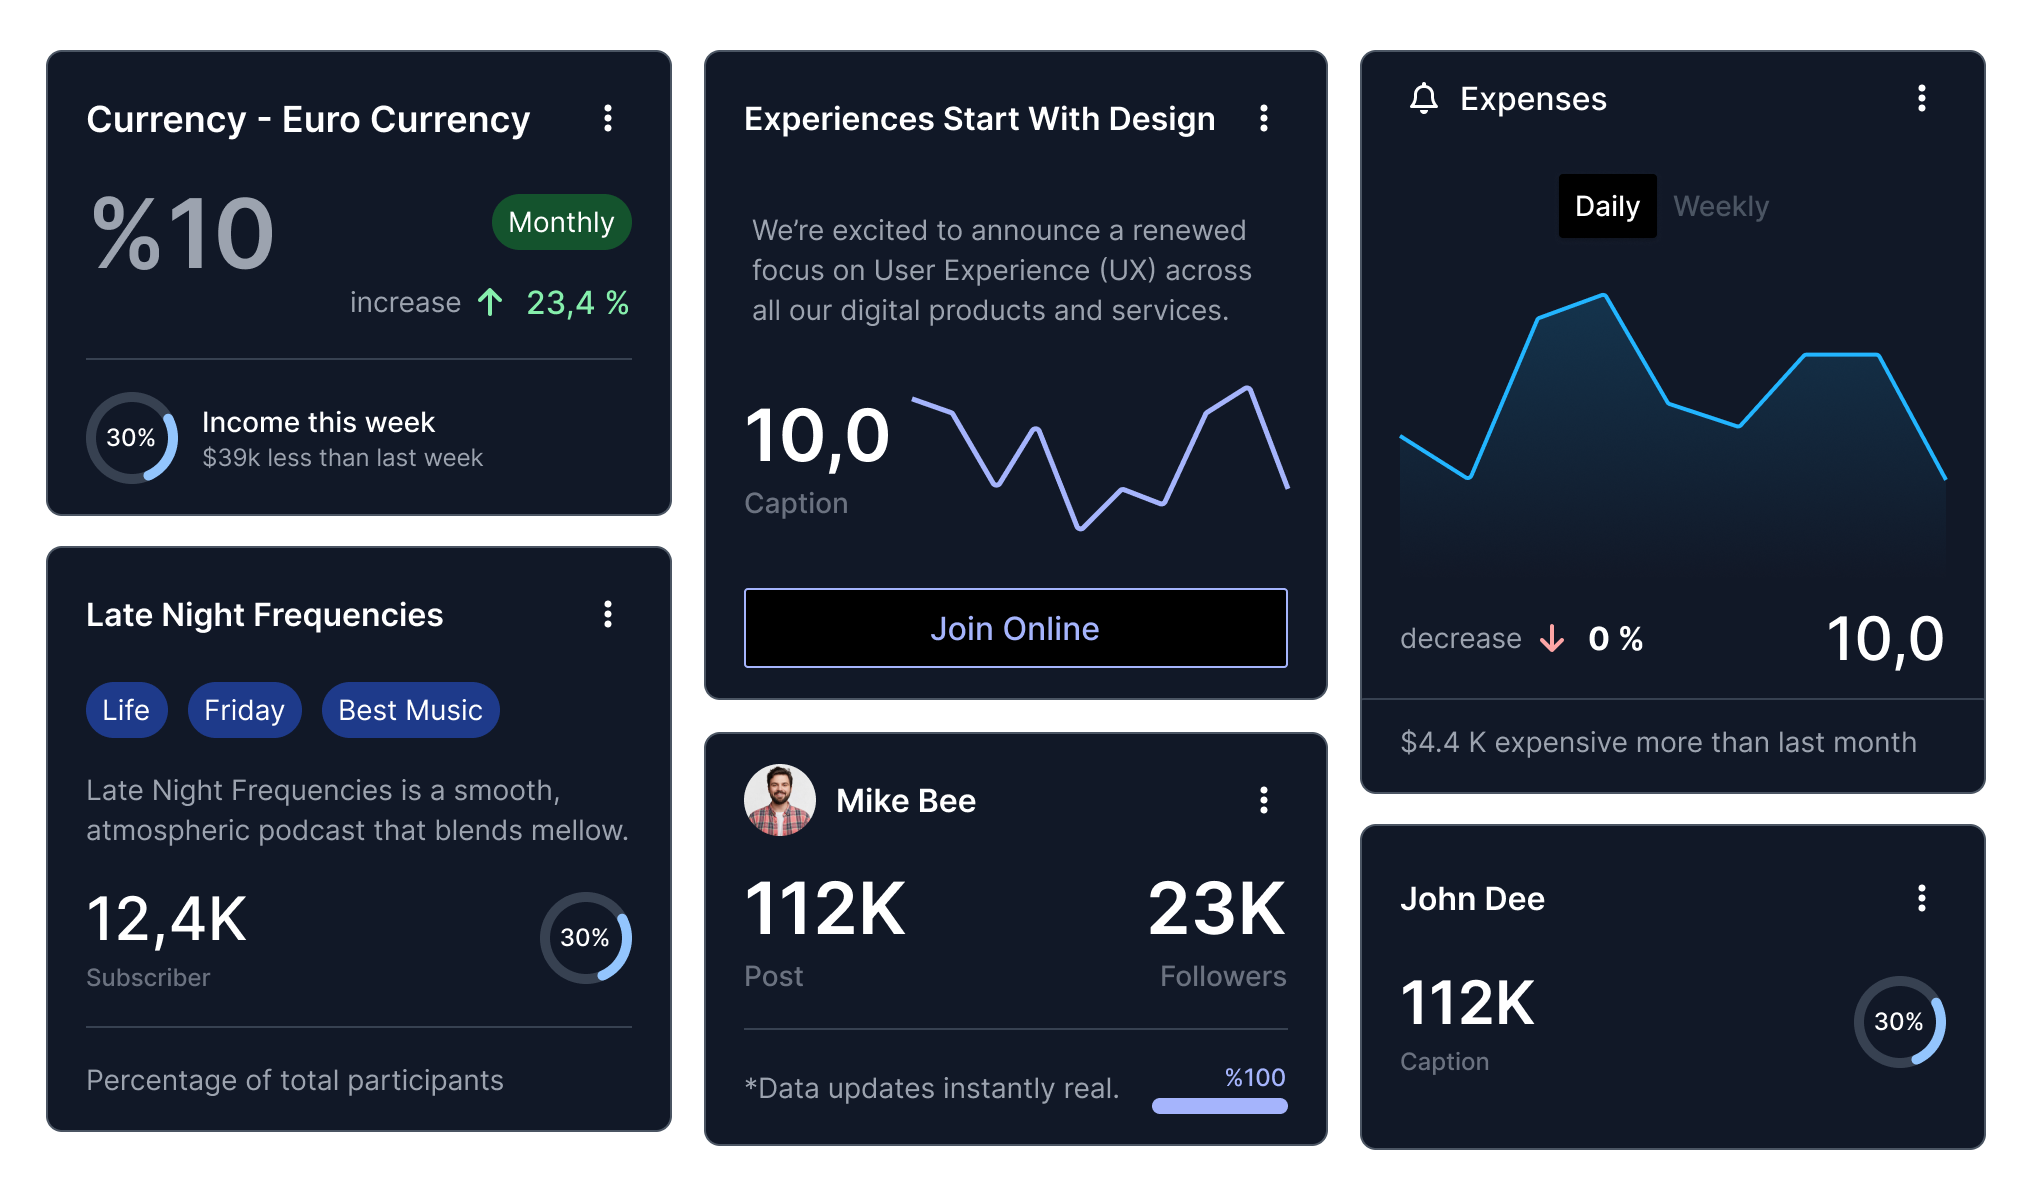 Currency - Euro Currency
%10
Monthly
increase 23,4 %
30%
Income this week
$39k less than last week
Late Night Frequencies
Life Friday Best Music
Late Night Frequencies is a smooth,
atmospheric podcast that blends mellow.
12,4K
Subscriber
30%
Percentage of total participants
Experiences Start With Design
We’re excited to announce a renewed
focus on User Experience (UX) across
all our digital products and services.
10,0
Caption
Join Online
Mike Bee
112K 23K
Post Followers
*Data updates instantly real.
%100
Expenses
Daily Weekly
decrease 0 % 10,0
$4.4 K expensive more than last month
John Dee
112K
Caption
30%